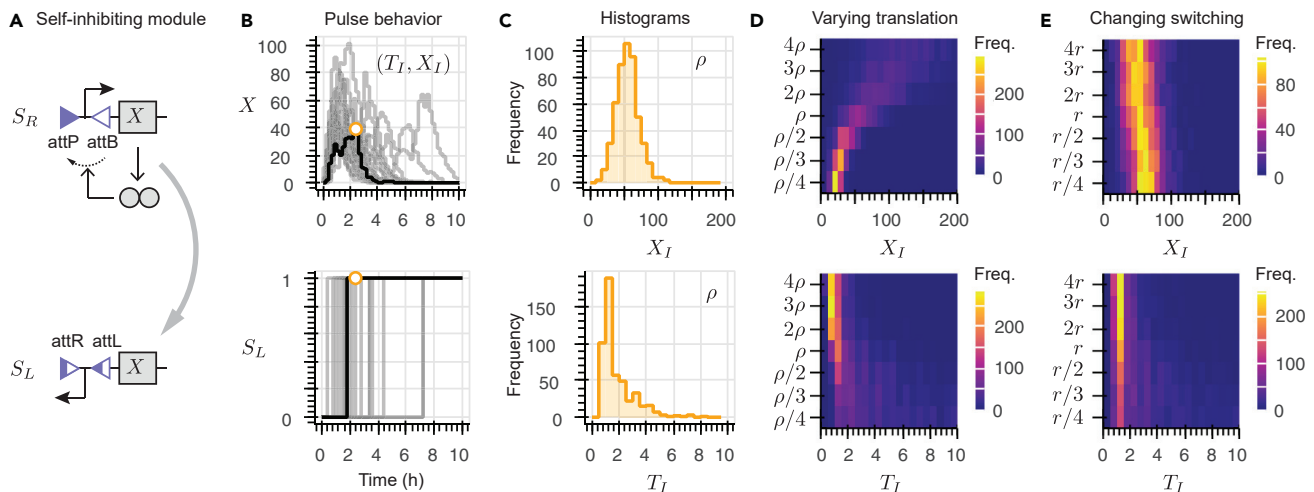 A Self-inhibiting module
S_R
attP attB
X
attR attL
S_L
X
B Pulse behavior
(T_I, X_I)
X
100
80
60
40
20
0
0 2 4 6 8 10
S_L
1
0
0 2 4 6 8 10
Time (h)
C Histograms
ρ
Frequency
100
80
60
40
20
0
0 100 200
X_I
ρ
Frequency
150
100
50
0
0 2 4 6 8 10
T_I
D Varying translation
4ρ
3ρ
2ρ
ρ
ρ/2
ρ/3
ρ/4
0 100 200
X_I
Freq.
200
100
0
4ρ
3ρ
2ρ
ρ
ρ/2
ρ/3
ρ/4
0 2 4 6 8 10
T_I
Freq.
200
100
0
E Changing switching
4r
3r
2r
r
r/2
r/3
r/4
0 100 200
X_I
Freq.
100
80
60
40
20
0
4r
3r
2r
r
r/2
r/3
r/4
0 2 4 6 8 10
T_I
Freq.
200
100
0